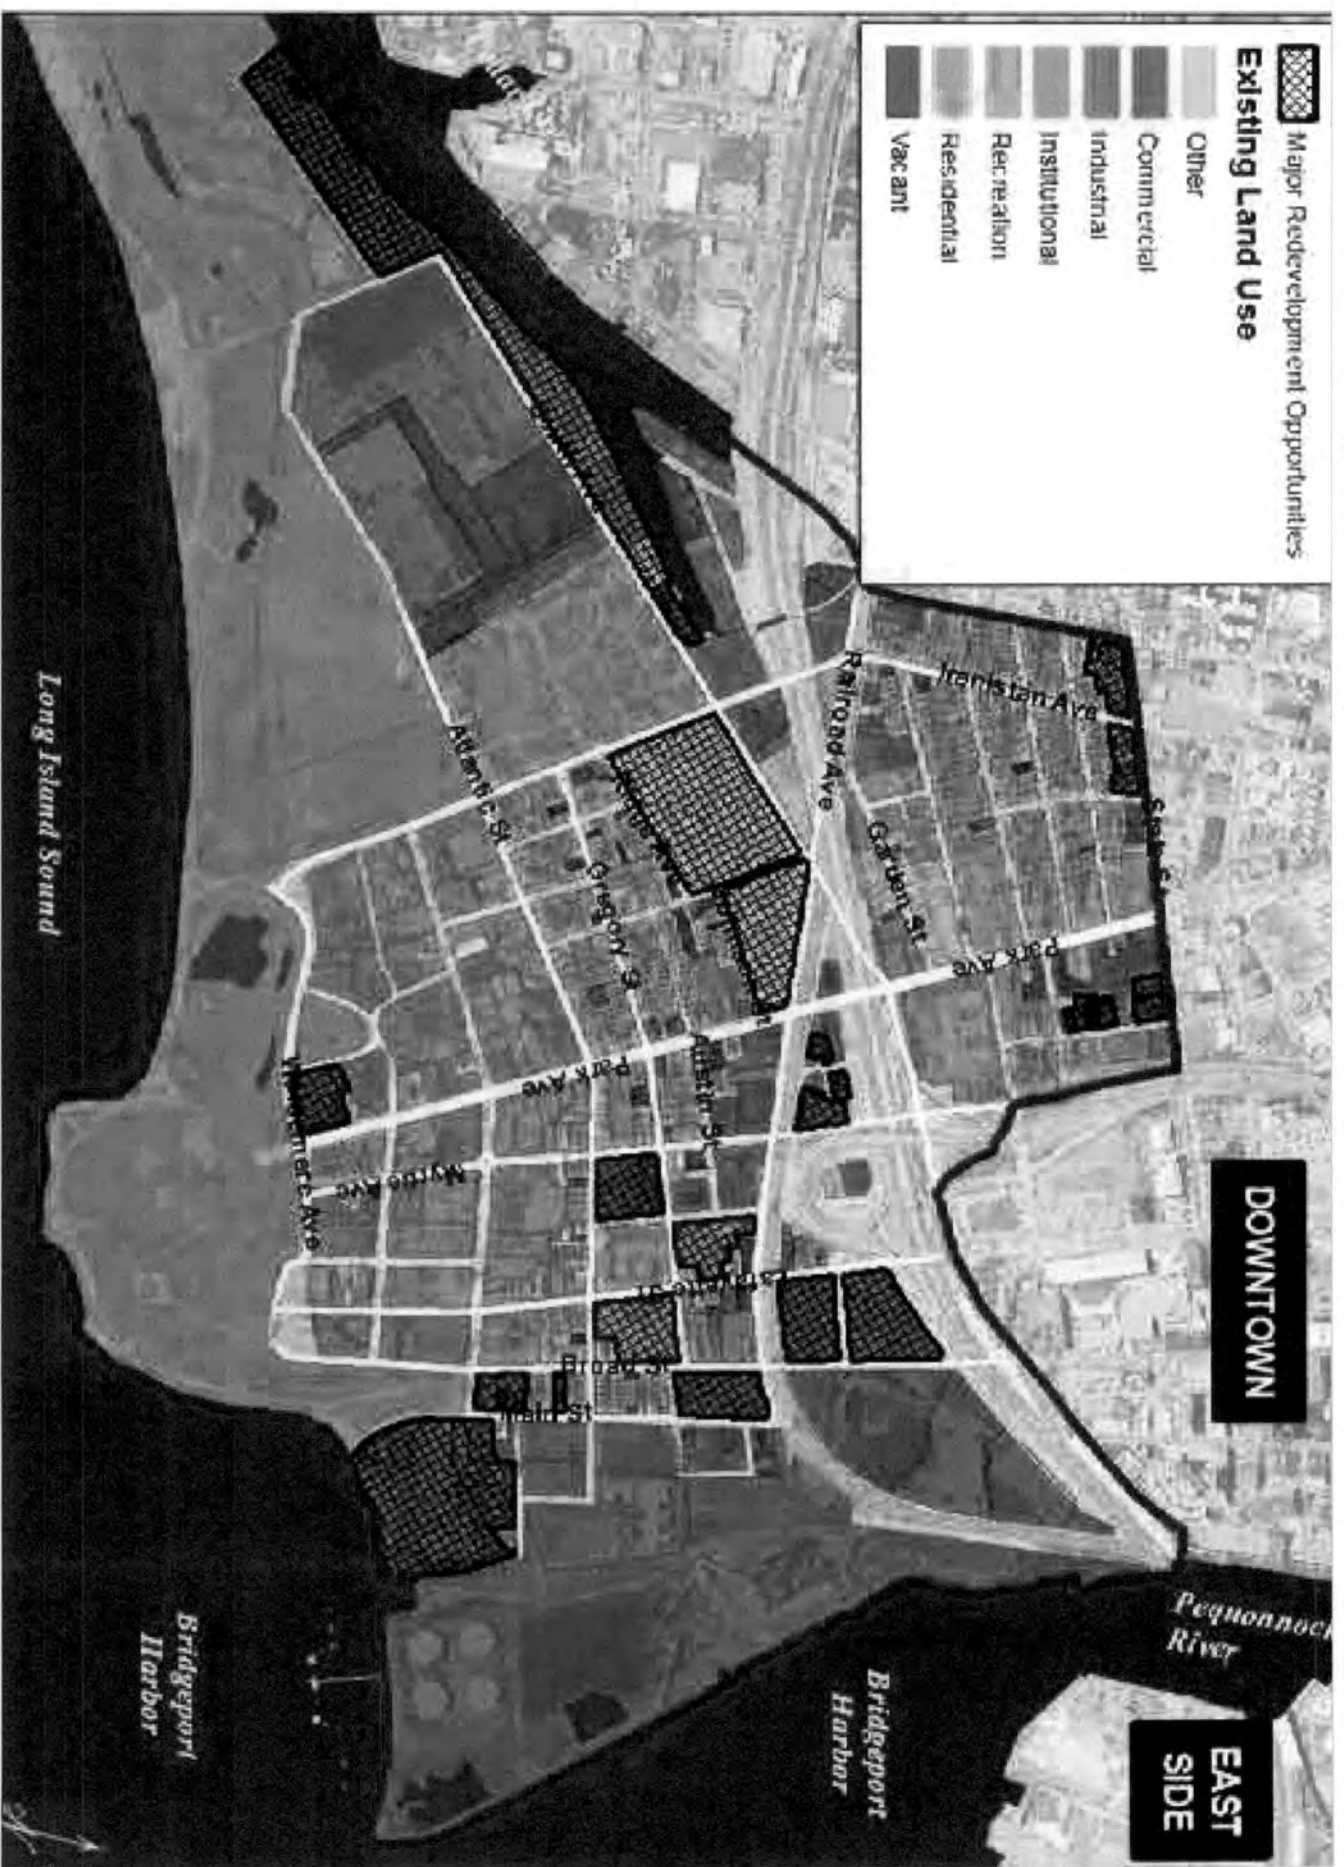 Major Redevelopment Opportunities
Existing Land Use
Other
Commercial
Industrial
Institutional
Recreation
Residential
Vacant
DOWNTOWN
EAST
SIDE
Pequonnock
River
Iranistan Ave
Railroad Ave
Garden St
Park Ave
Atlantic St
Gregory St
Park Ave
Austin St
Myrtle Ave
Broad St
Main St
Bridgeport
Harbor
Bridgeport
Harbor
Long Island Sound